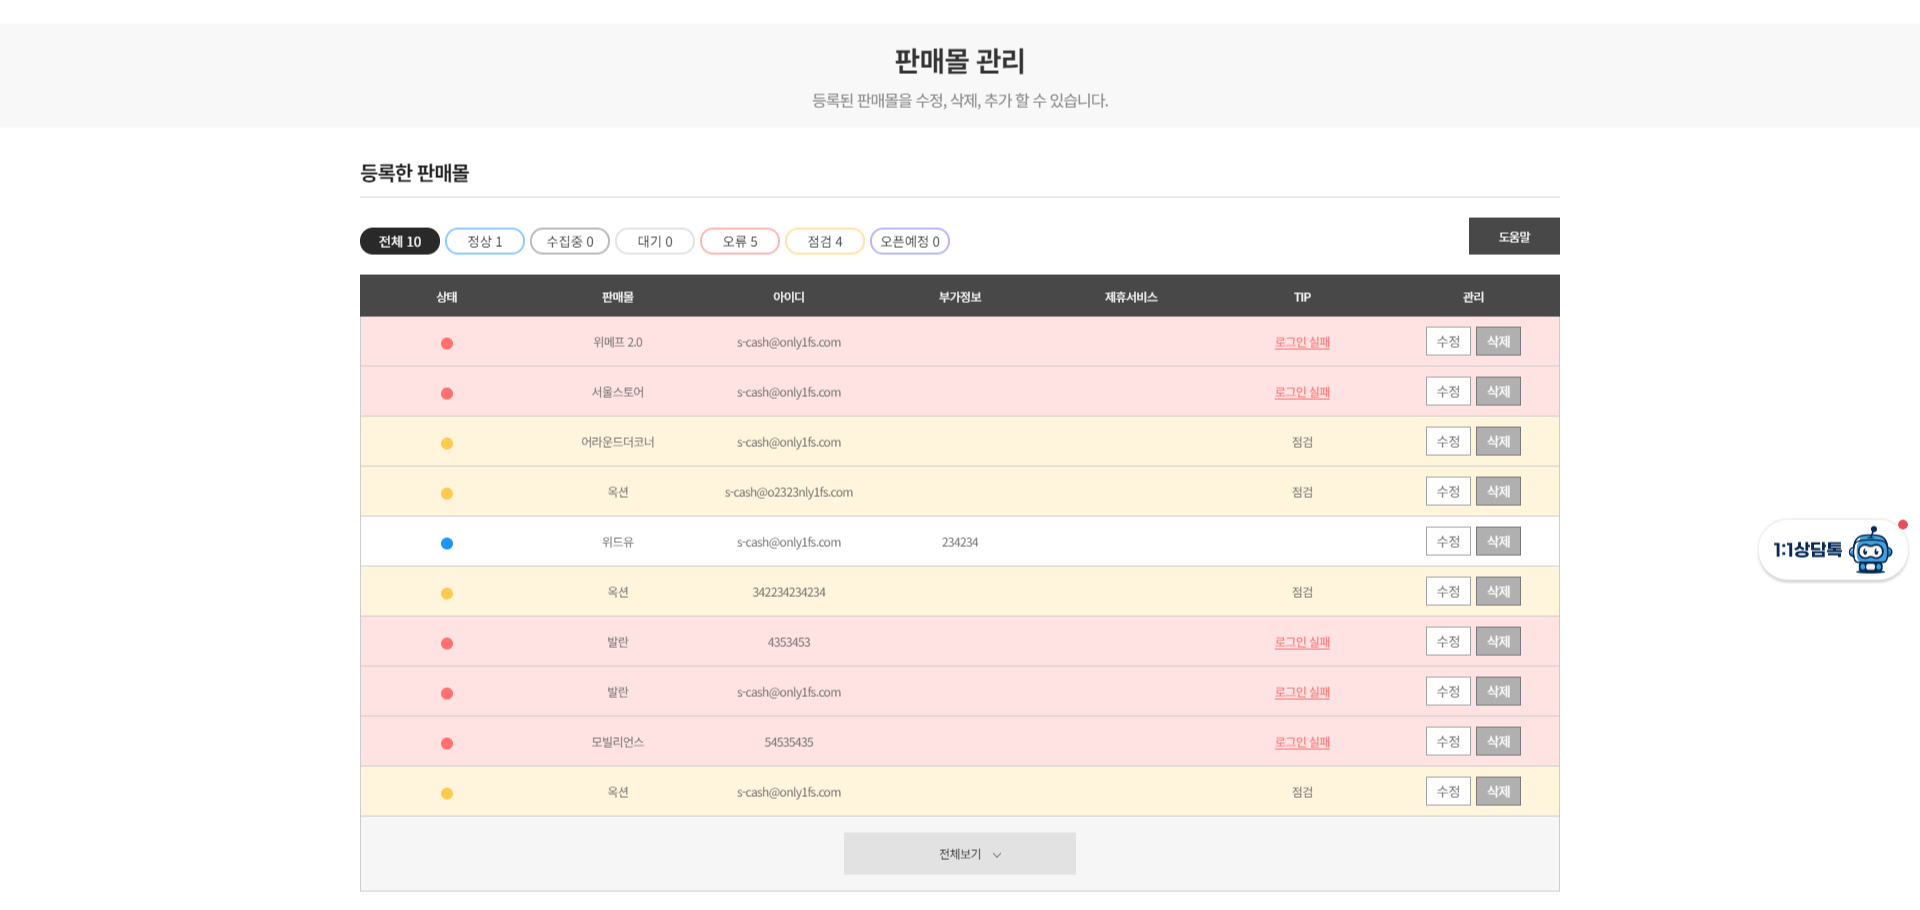 판매몰 관리
등록된 판매몰을 수정, 삭제, 추가 할 수 있습니다.
등록한 판매몰
전체 10 정상 1 수집중 0 대기 0 오류 5 점검 4 오픈예정 0 도움말
상태 판매몰 아이디 부가정보 제휴서비스 TIP 관리
위메프 2.0 s-cash@only1fs.com 로그인 실패 수정 삭제
서울스토어 s-cash@only1fs.com 로그인 실패 수정 삭제
어라운드더코너 s-cash@only1fs.com 점검 수정 삭제
옥션 s-cash@o2323nly1fs.com 점검 수정 삭제
위드유 s-cash@only1fs.com 234234 수정 삭제
옥션 342234234234 점검 수정 삭제
발란 4353453 로그인 실패 수정 삭제
발란 s-cash@only1fs.com 로그인 실패 수정 삭제
모빌리언스 54535435 로그인 실패 수정 삭제
옥션 s-cash@only1fs.com 점검 수정 삭제
전체보기
1:1상담톡